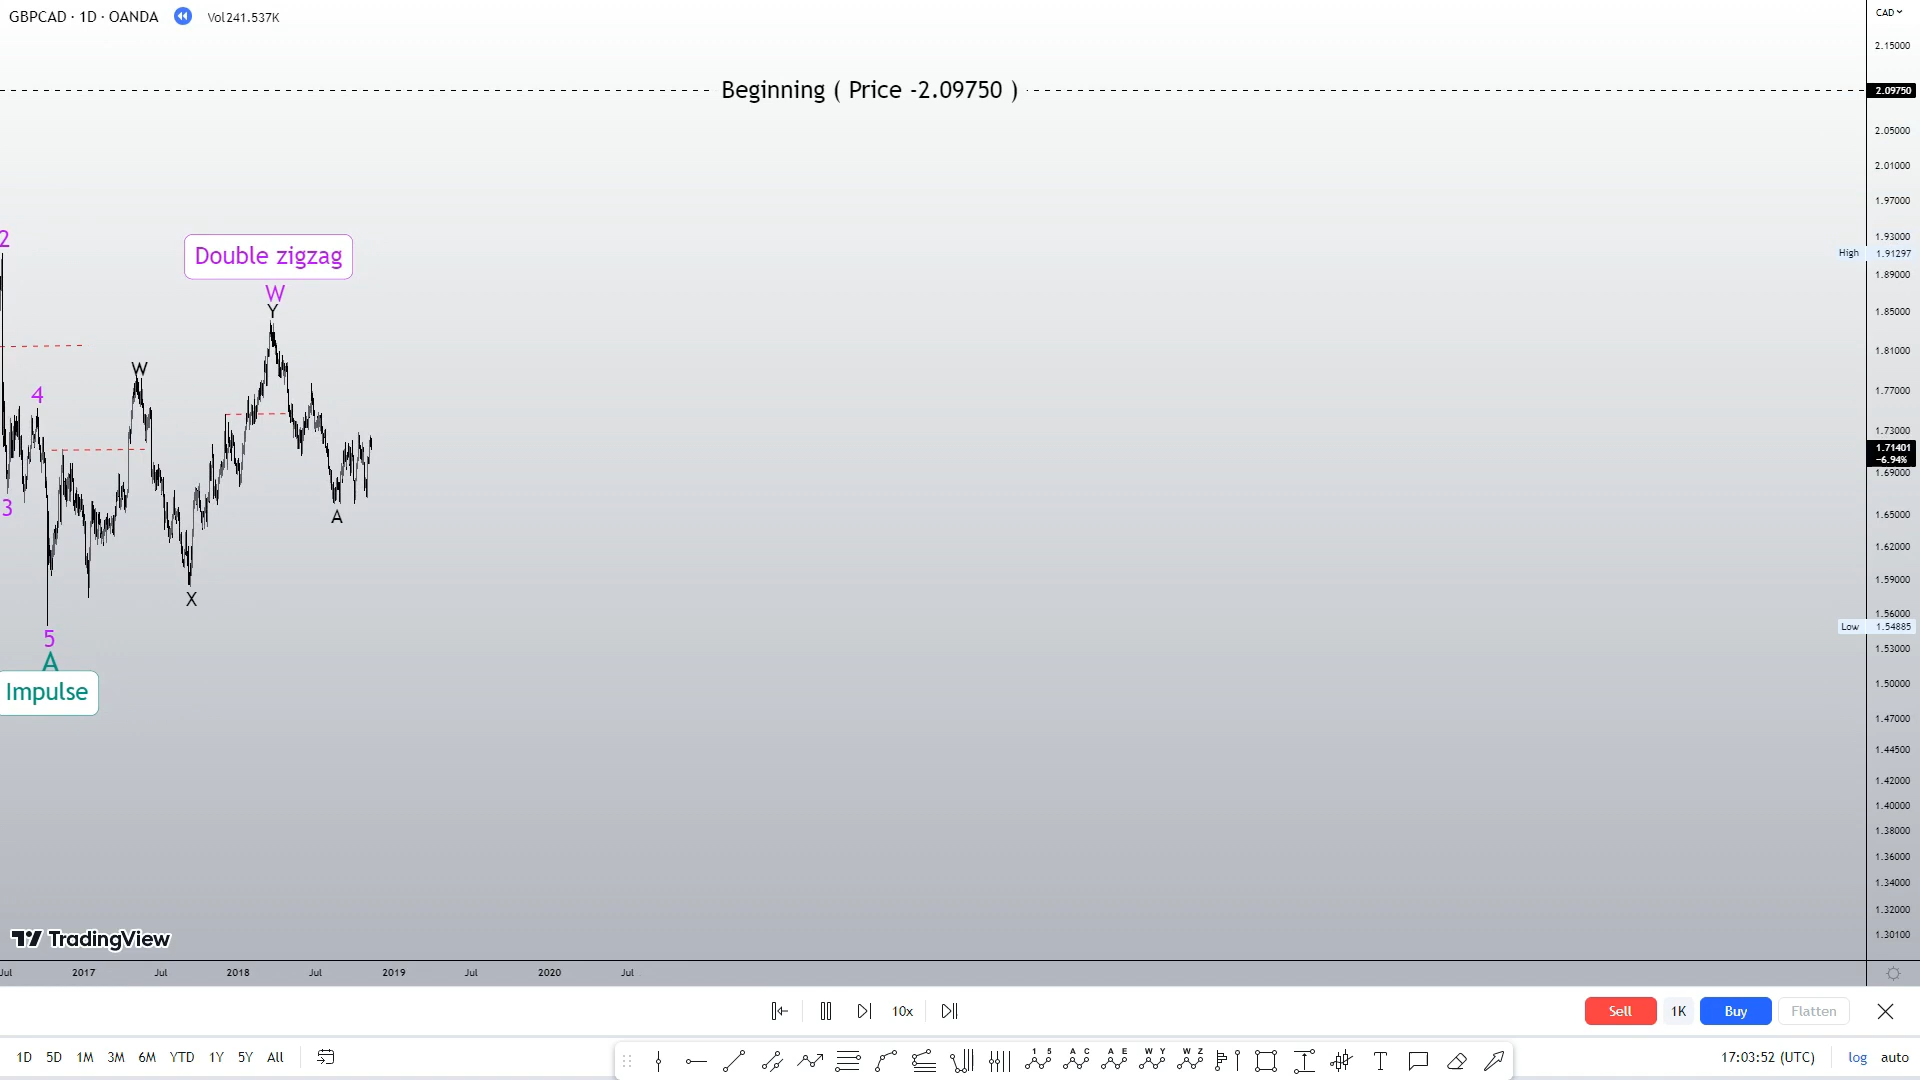 GBPCAD · 1D · OANDA Vol241.537K CAD
2.15000
Beginning ( Price -2.09750 ) 2.09750
2.05000
2.01000
1.97000
2 1.93000
Double zigzag High 1.91297
1.89000
W
Y 1.85000
1.81000
W
4 1.77000
1.73000
1.71401
−6.94%
1.69000
3 A 1.65000
1.62000
1.59000
X
1.56000
5 Low 1.54885
A 1.53000
Impulse 1.50000
1.47000
1.44500
1.42000
1.40000
1.38000
1.36000
1.34000
1.32000
TradingView 1.30100
Jul 2017 Jul 2018 Jul 2019 Jul 2020 Jul
10x Sell 1K Buy Flatten
1D 5D 1M 3M 6M YTD 1Y 5Y All 1 5 A C A E W Y W Z T 17:03:52 (UTC) log auto